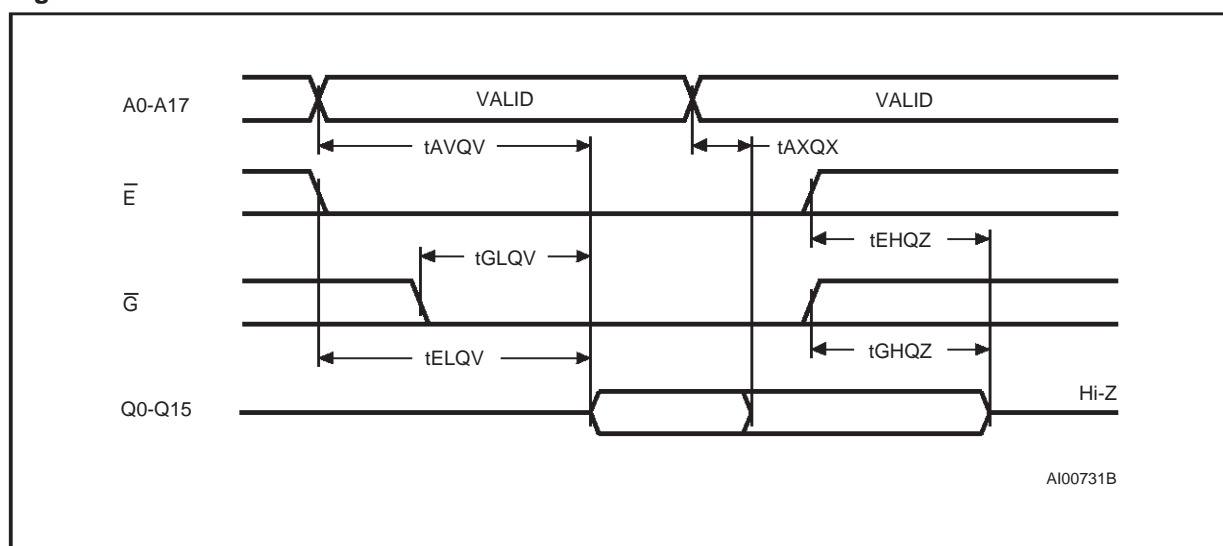 A0-A17
VALID
VALID
tAVQV
tAXQX
E̅
tEHQZ
tGLQV
G̅
tGHQZ
tELQV
Q0-Q15
Hi-Z
AI00731B